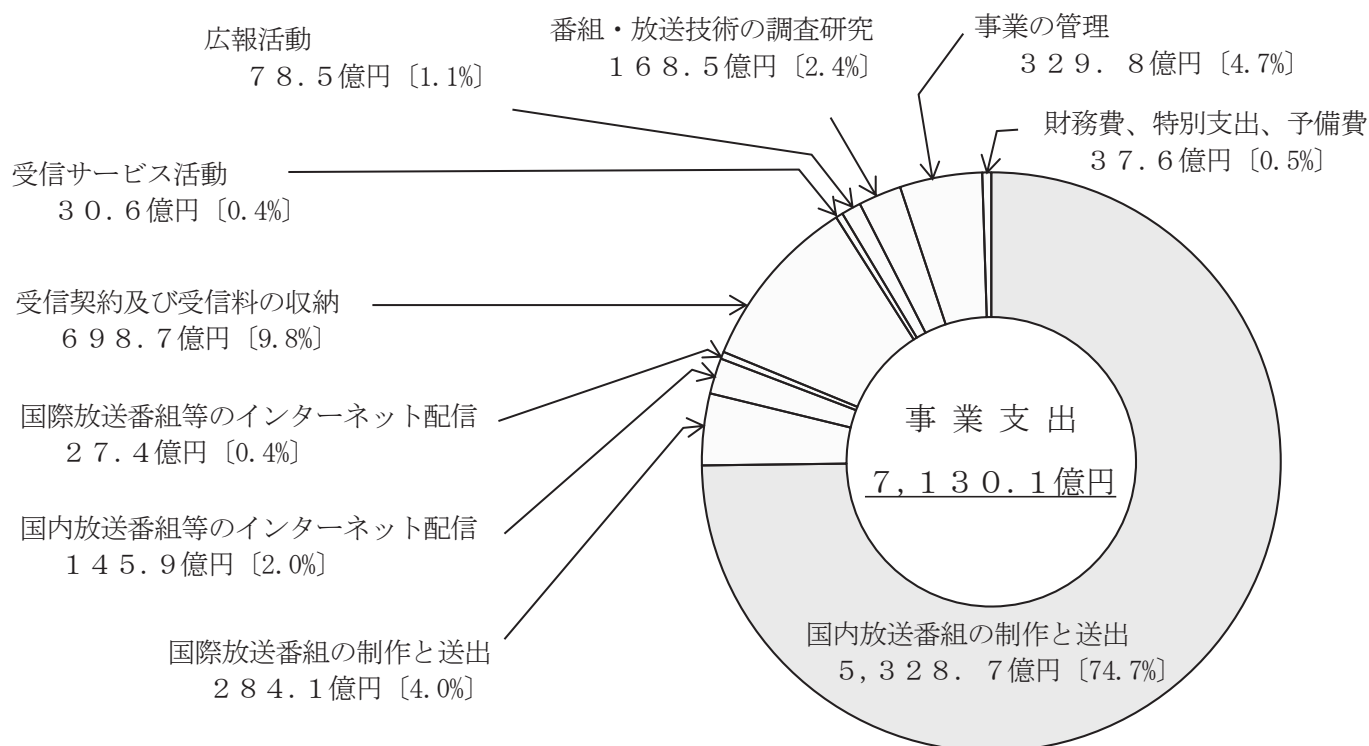 広報活動
７８.５億円〔1.1%〕
番組・放送技術の調査研究
１６８.５億円〔2.4%〕
事業の管理
３２９. ８億円〔4.7%〕
財務費、特別支出、予備費
３７.６億円〔0.5%〕
受信サービス活動
３０.６億円〔0.4%〕
受信契約及び受信料の収納
６９８.７億円〔9.8%〕
国際放送番組等のインターネット配信
２７.４億円〔0.4%〕
国内放送番組等のインターネット配信
１４５.９億円〔2.0%〕
国際放送番組の制作と送出
２８４.１億円〔4.0%〕
事 業 支 出
７,１３０.１億円
国内放送番組の制作と送出
５,３２８. ７億円〔74.7%〕